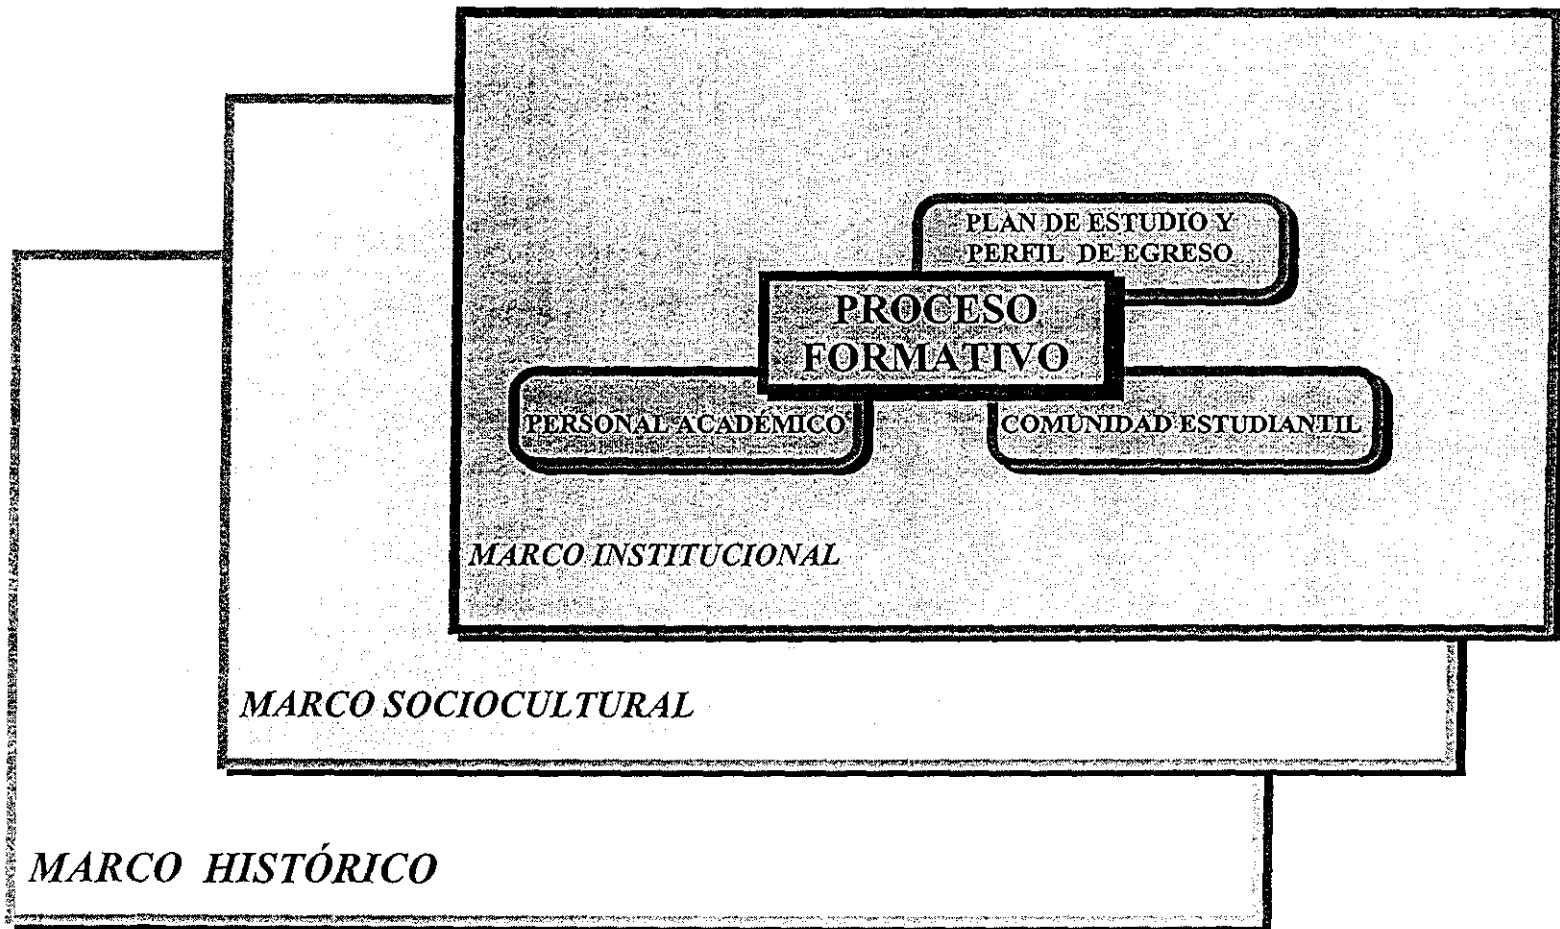 PLAN DE ESTUDIO Y
PERFIL DE EGRESO
PROCESO
FORMATIVO
PERSONAL ACADÉMICO
COMUNIDAD ESTUDIANTIL
MARCO INSTITUCIONAL
MARCO SOCIOCULTURAL
MARCO HISTÓRICO